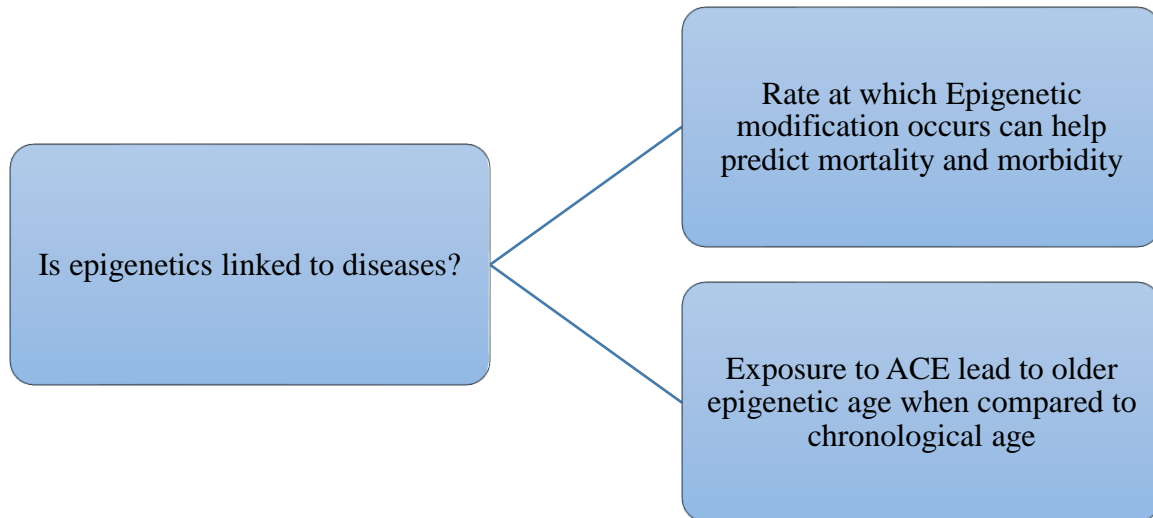 Is epigenetics linked to diseases?
Rate at which Epigenetic
modification occurs can help
predict mortality and morbidity
Exposure to ACE lead to older
epigenetic age when compared to
chronological age